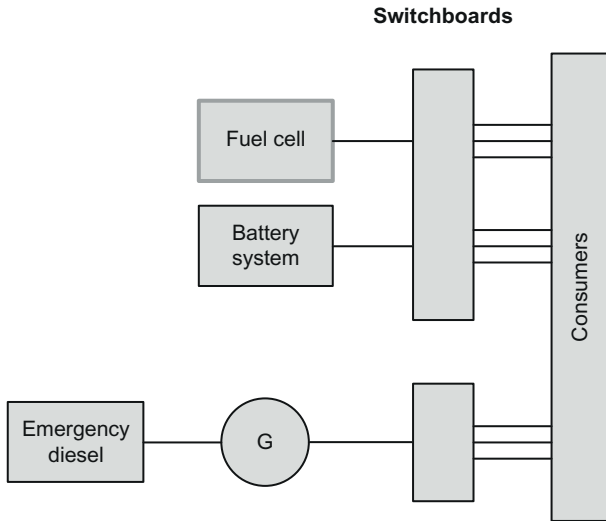 Switchboards
Fuel cell
Battery
system
Consumers
Emergency
diesel
G